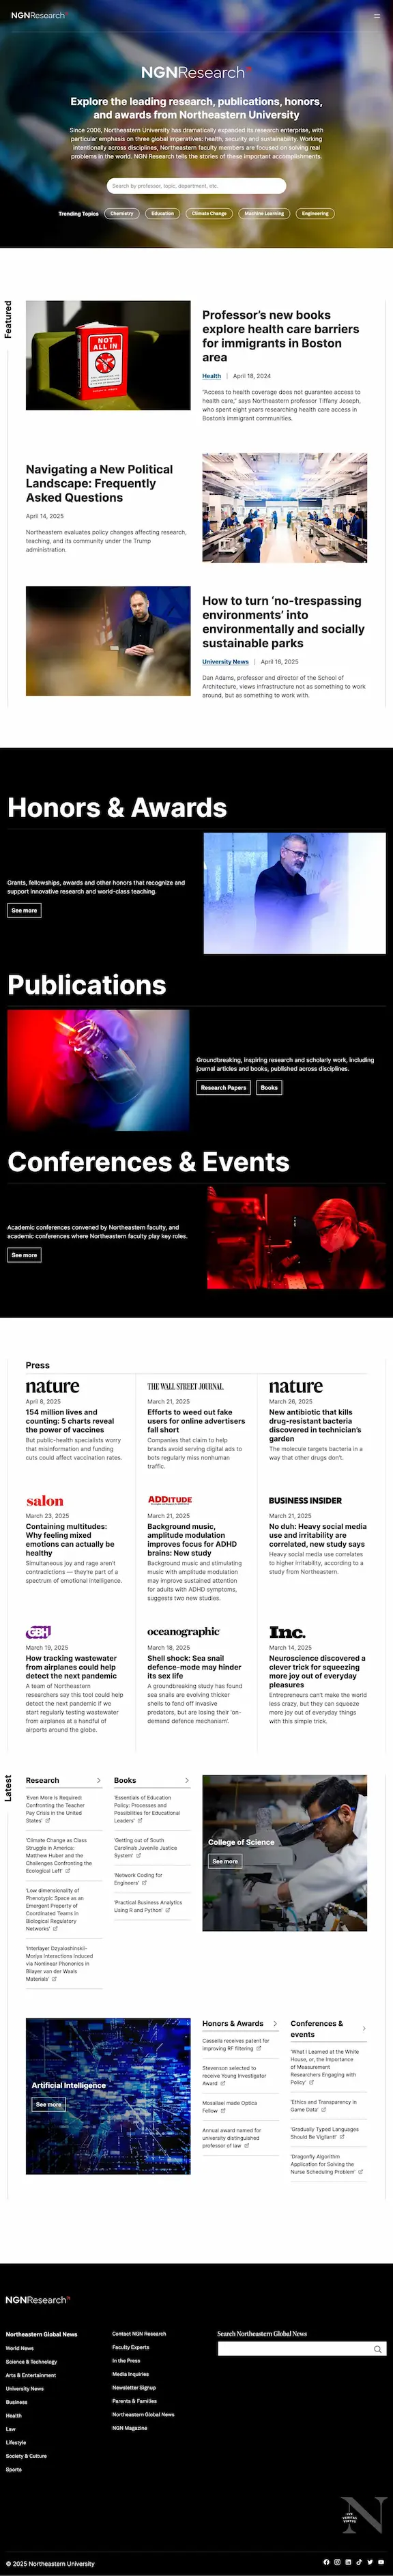 NGNResearch
NGNResearch
Explore the leading research, publications, honors,
and awards from Northeastern University
Since 2006, Northeastern University has dramatically expanded its research enterprise, with
particular emphasis on three global imperatives: health, security and sustainability. Working
intentionally across disciplines, Northeastern faculty members are focused on solving real
problems in the world. NGN Research tells the stories of these important accomplishments.
Search by professor, topic, department, etc.
Trending Topics Chemistry Education Climate Change Machine Learning Engineering
Featured
NOT
ALL IN
Professor's new books
explore health care barriers
for immigrants in Boston
area
Health | April 18, 2024
"Access to health coverage does not guarantee access to
health care," says Northeastern professor Tiffany Joseph,
who spent eight years researching health care access in
Boston's immigrant communities.
Navigating a New Political
Landscape: Frequently
Asked Questions
April 14, 2025
Northeastern evaluates policy changes affecting research,
teaching, and its community under the Trump
administration.
How to turn 'no-trespassing
environments' into
environmentally and socially
sustainable parks
University News | April 16, 2025
Dan Adams, professor and director of the School of
Architecture, views infrastructure not as something to work
around, but as something to work with.
Honors & Awards
Grants, fellowships, awards and other honors that recognize and
support innovative research and world-class teaching.
See more
Publications
Groundbreaking, inspiring research and scholarly work, including
journal articles and books, published across disciplines.
Research Papers Books
Conferences & Events
Academic conferences convened by Northeastern faculty, and
academic conferences where Northeastern faculty play key roles.
See more
Press
nature
April 8, 2025
154 million lives and
counting: 5 charts reveal
the power of vaccines
But public-health specialists worry
that misinformation and funding
cuts could affect vaccination rates.
THE WALL STREET JOURNAL
March 21, 2025
Efforts to weed out fake
users for online advertisers
fall short
Companies that claim to help
brands avoid serving digital ads to
bots regularly miss nonhuman
traffic.
nature
March 26, 2025
New antibiotic that kills
drug-resistant bacteria
discovered in technician's
garden
The molecule targets bacteria in a
way that other drugs don't.
salon
March 23, 2025
Containing multitudes:
Why feeling mixed
emotions can actually be
healthy
Simultaneous joy and rage aren't
contradictions — they're part of a
spectrum of emotional intelligence.
ADDITUDE
March 21, 2025
Background music,
amplitude modulation
improves focus for ADHD
brains: New study
Background music and stimulating
music with amplitude modulation
may improve sustained attention
for adults with ADHD symptoms,
suggests two new studies.
BUSINESS INSIDER
March 21, 2025
No duh: Heavy social media
use and irritability are
correlated, new study says
Heavy social media use correlates
to higher irritability, according to a
study from Northeastern.
GBH
March 19, 2025
How tracking wastewater
from airplanes could help
detect the next pandemic
A team of Northeastern
researchers say this tool could help
detect the next pandemic if we
start regularly testing wastewater
from airplanes at a handful of
airports around the globe.
oceanographic
March 18, 2025
Shell shock: Sea snail
defence-mode may hinder
its sex life
A groundbreaking study has found
sea snails are evolving thicker
shells to fend off invasive
predators, but are losing their 'on-
demand defence mechanism'.
Inc.
March 14, 2025
Neuroscience discovered a
clever trick for squeezing
more joy out of everyday
pleasures
Entrepreneurs can't make the world
less crazy, but they can squeeze
more joy out of everyday things
with this simple trick.
Latest
Research
'Even More Is Required:
Confronting the Teacher
Pay Crisis in the United
States'
'Climate Change as Class
Struggle in America:
Matthew Huber and the
Challenges Confronting the
Ecological Left'
'Low dimensionality of
Phenotypic Space as an
Emergent Property of
Coordinated Teams in
Biological Regulatory
Networks'
'Interlayer Dzyaloshinskii-
Moriya Interactions Induced
via Nonlinear Phononics in
Bilayer van der Waals
Materials'
Books
'Essentials of Education
Policy: Processes and
Possibilities for Educational
Leaders'
'Getting out of South
Carolina's Juvenile Justice
System'
'Network Coding for
Engineers'
'Practical Business Analytics
Using R and Python'
College of Science
See more
Artificial Intelligence
See more
Honors & Awards
Cassella receives patent for
improving RF filtering
Stevenson selected to
receive Young Investigator
Award
Mosallaei made Optica
Fellow
Annual award named for
university distinguished
professor of law
Conferences &
events
'What I Learned at the White
House, or, the Importance
of Measurement
Researchers Engaging with
Policy'
'Ethics and Transparency in
Game Data'
'Gradually Typed Languages
Should Be Vigilant!'
'Dragonfly Algorithm
Application for Solving the
Nurse Scheduling Problem'
NGNResearch
Northeastern Global News
World News
Science & Technology
Arts & Entertainment
University News
Business
Health
Law
Lifestyle
Society & Culture
Sports
Contact NGN Research
Faculty Experts
In the Press
Media Inquiries
Newsletter Signup
Parents & Families
Northeastern Global News
NGN Magazine
Search Northeastern Global News
N
LUX
VERITAS
VIRTUS
© 2025 Northeastern University